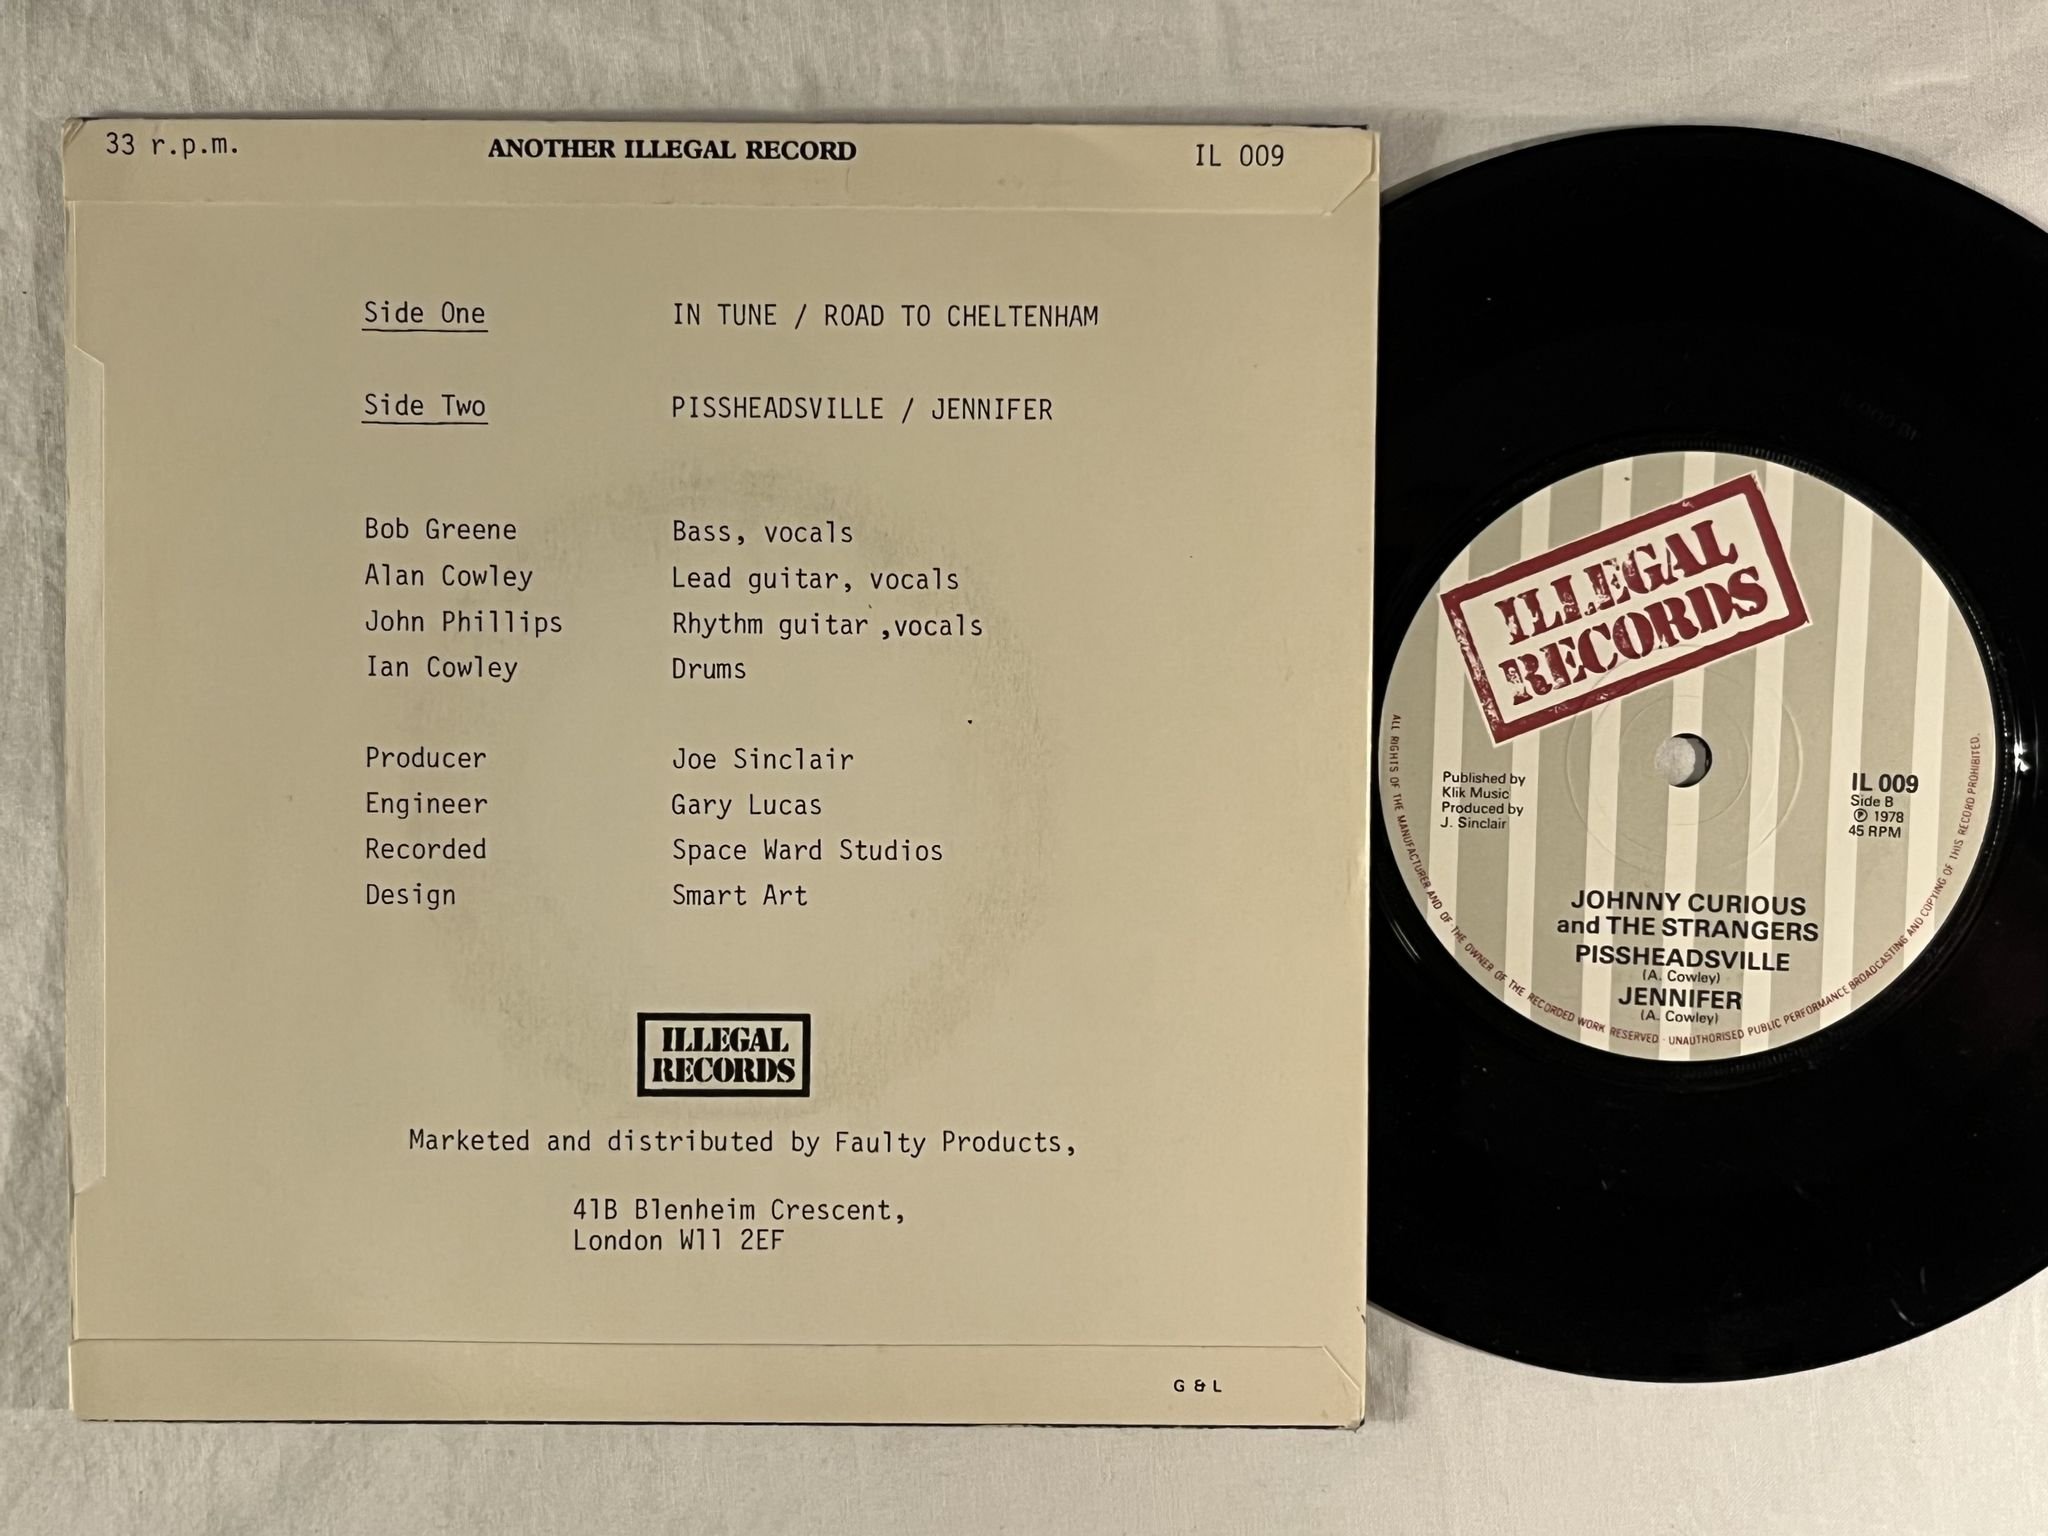 33 r.p.m. ANOTHER ILLEGAL RECORD IL 009
Side One IN TUNE / ROAD TO CHELTENHAM
Side Two PISSHEADSVILLE / JENNIFER
Bob Greene Bass, vocals
Alan Cowley Lead guitar, vocals
John Phillips Rhythm guitar ,vocals
Ian Cowley Drums
Producer Joe Sinclair
Engineer Gary Lucas
Recorded Space Ward Studios
Design Smart Art
ILLEGAL
RECORDS
Marketed and distributed by Faulty Products,
41B Blenheim Crescent,
London W11 2EF
G & L
ILLEGAL
RECORDS
Published by
Klik Music
Produced by
J. Sinclair
IL 009
Side B
℗ 1978
45 RPM
JOHNNY CURIOUS
and THE STRANGERS
PISSHEADSVILLE
(A. Cowley)
JENNIFER
(A. Cowley)
ALL RIGHTS OF THE MANUFACTURER AND OF THE OWNER OF THE RECORDED WORK RESERVED · UNAUTHORISED PUBLIC PERFORMANCE BROADCASTING AND COPYING OF THIS RECORD PROHIBITED.